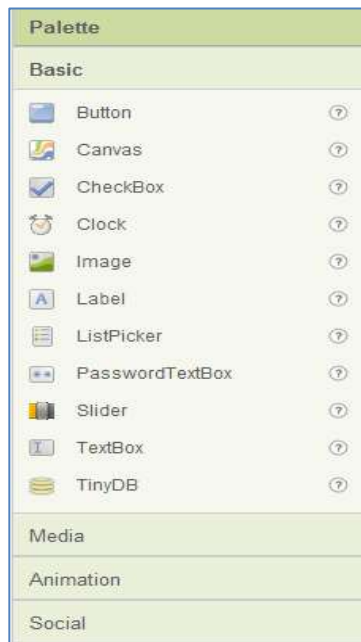 Palette
Basic
Button ?
Canvas ?
CheckBox ?
Clock ?
Image ?
A Label ?
ListPicker ?
PasswordTextBox ?
Slider ?
I TextBox ?
TinyDB ?
Media
Animation
Social